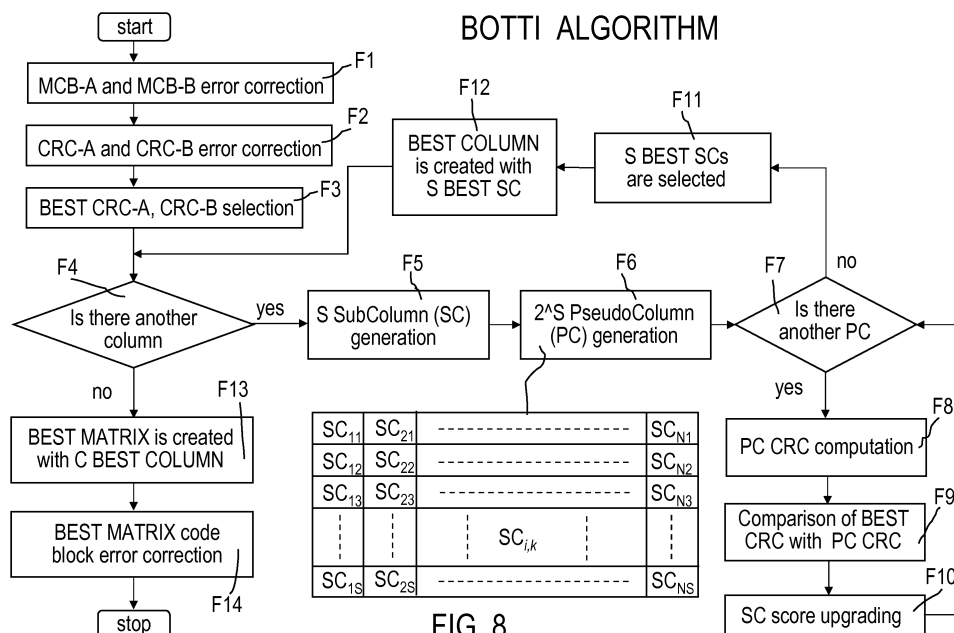 BOTTI ALGORITHM
start
F1
MCB-A and MCB-B error correction
F2
CRC-A and CRC-B error correction
F3
BEST CRC-A, CRC-B selection
F12
BEST COLUMN
is created with
S BEST SC
F11
S BEST SCs
are selected
F4
Is there another
column
yes
no
F5
S SubColumn (SC)
generation
F6
2^S PseudoColumn
(PC) generation
F7
Is there
another PC
no
yes
F13
BEST MATRIX is created
with C BEST COLUMN
BEST MATRIX code
block error correction
F14
stop
SC11 SC21 SCN1
SC12 SC22 SCN2
SC13 SC23 SCN3
SCi,k
SC1S SC2S SCNS
F8
PC CRC computation
F9
Comparison of BEST
CRC with PC CRC
F10
SC score upgrading
FIG. 8